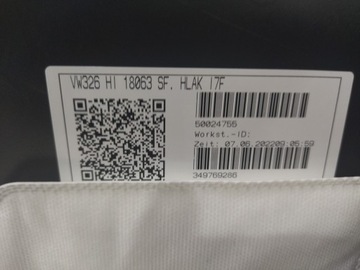 VW326 HI 18063 SF. HLAK I7F
50024755
Workst.-ID:
Zeit: 07.06.202209:05:59
349769286